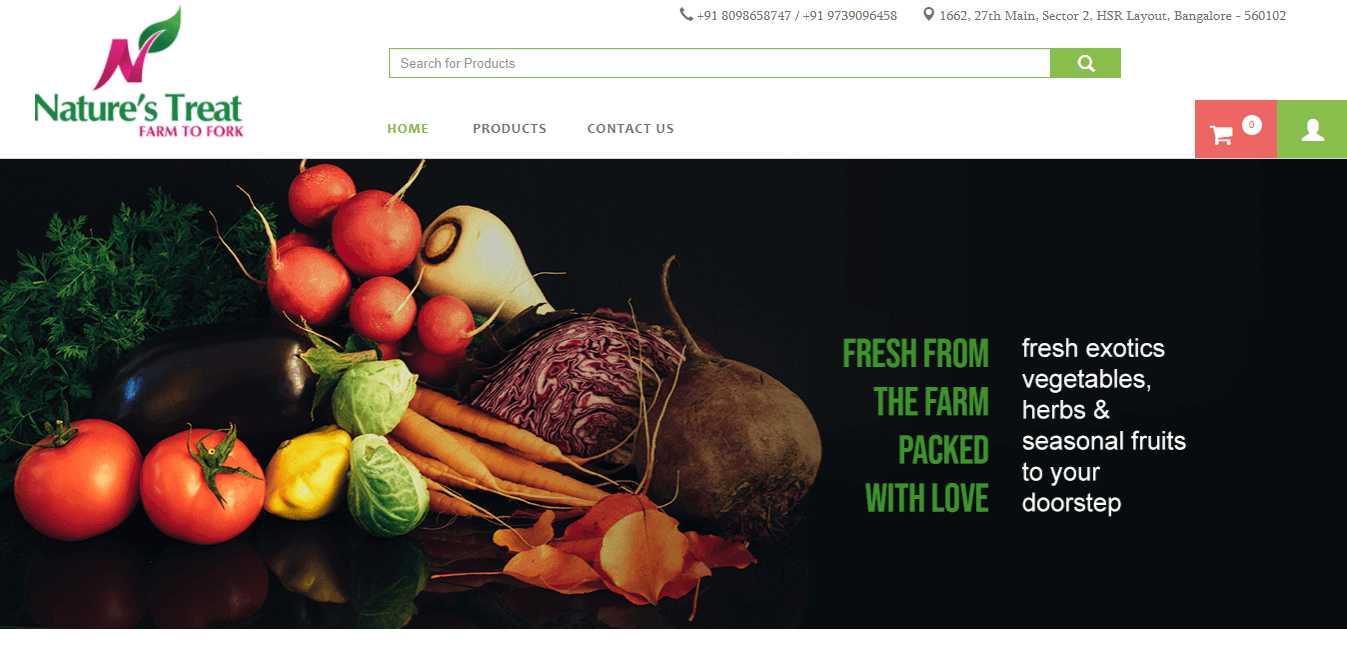 +91 8098658747 / +91 9739096458
1662, 27th Main, Sector 2, HSR Layout, Bangalore - 560102
Nature's Treat
FARM TO FORK
Search for Products
HOME
PRODUCTS
CONTACT US
0
FRESH FROM
THE FARM
PACKED
WITH LOVE
fresh exotics
vegetables,
herbs &
seasonal fruits
to your
doorstep